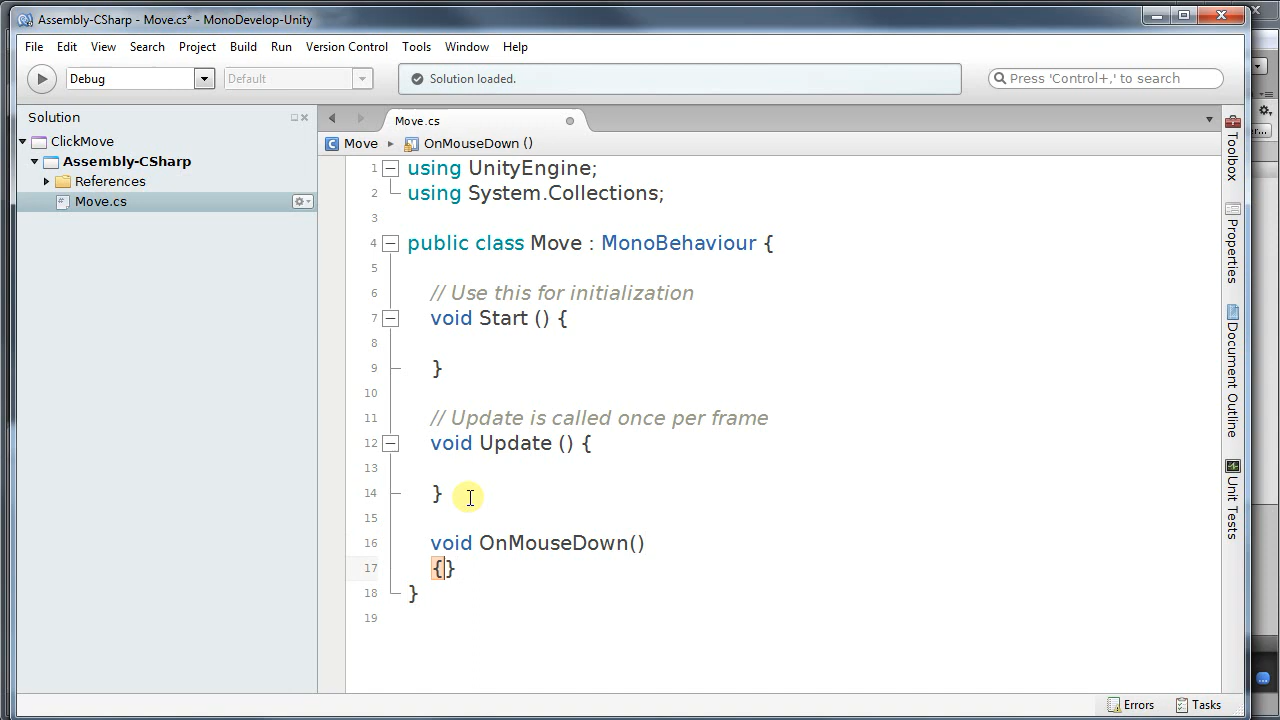 Assembly-CSharp - Move.cs* - MonoDevelop-Unity
File Edit View Search Project Build Run Version Control Tools Window Help
Debug Default Solution loaded. Press 'Control+,' to search
Solution
ClickMove
Assembly-CSharp
References
Move.cs
Move.cs
Move OnMouseDown ()
1 using UnityEngine;
2 using System.Collections;
3
4 public class Move : MonoBehaviour {
5
6 // Use this for initialization
7 void Start () {
8
9 }
10
11 // Update is called once per frame
12 void Update () {
13
14 }
15
16 void OnMouseDown()
17 {}
18 }
19
Toolbox
Properties
Document Outline
Unit Tests
Errors Tasks